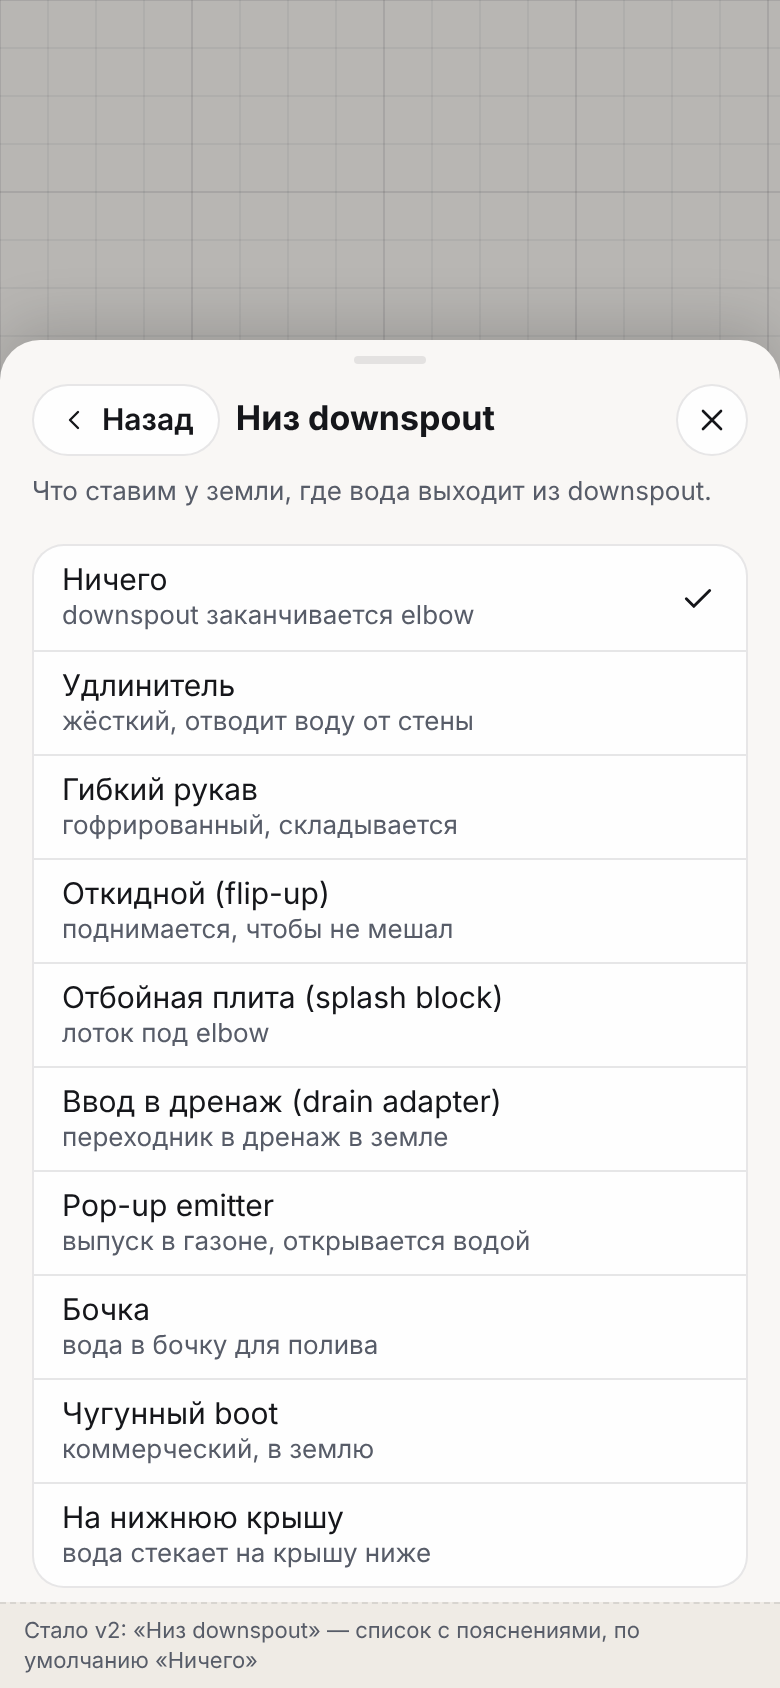 Назад
Низ downspout
Что ставим у земли, где вода выходит из downspout.
Ничего
downspout заканчивается elbow
Удлинитель
жёсткий, отводит воду от стены
Гибкий рукав
гофрированный, складывается
Откидной (flip-up)
поднимается, чтобы не мешал
Отбойная плита (splash block)
лоток под elbow
Ввод в дренаж (drain adapter)
переходник в дренаж в земле
Pop-up emitter
выпуск в газоне, открывается водой
Бочка
вода в бочку для полива
Чугунный boot
коммерческий, в землю
На нижнюю крышу
вода стекает на крышу ниже
Стало v2: «Низ downspout» — список с пояснениями, по
умолчанию «Ничего»